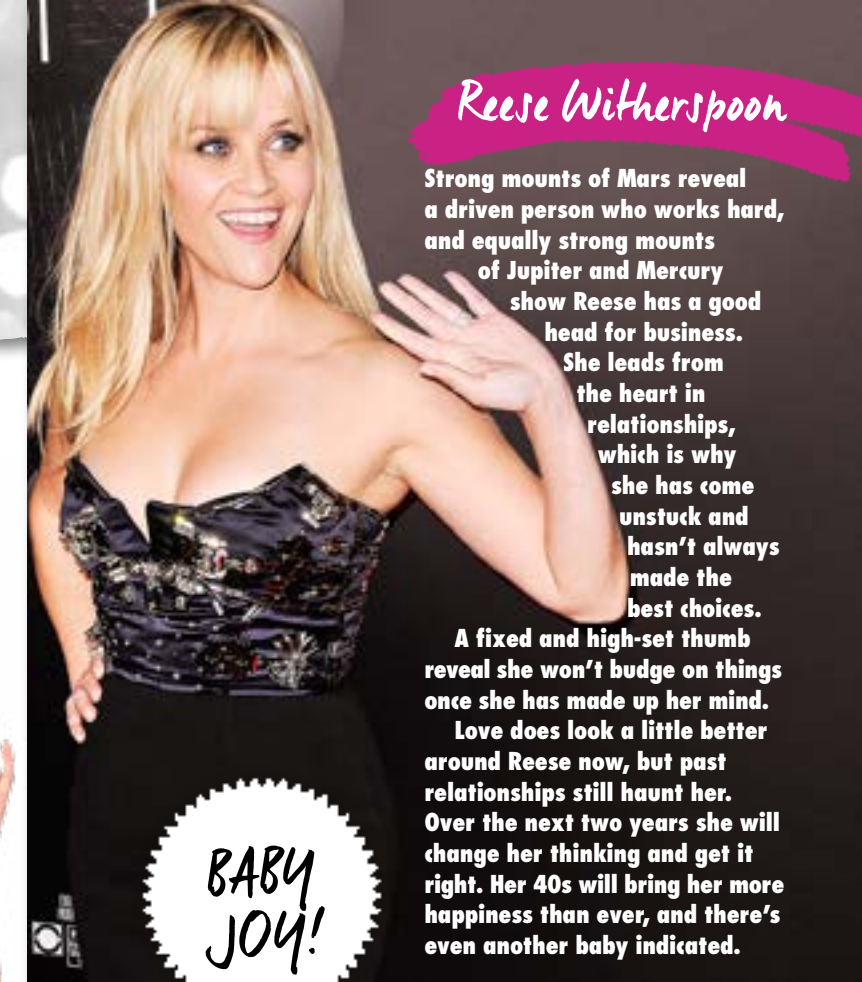 Reese Witherspoon
Strong mounts of Mars reveal
a driven person who works hard,
and equally strong mounts
of Jupiter and Mercury
show Reese has a good
head for business.
She leads from
the heart in
relationships,
which is why
she has come
unstuck and
hasn't always
made the
best choices.
A fixed and high-set thumb
reveal she won't budge on things
once she has made up her mind.
Love does look a little better
around Reese now, but past
relationships still haunt her.
Over the next two years she will
change her thinking and get it
right. Her 40s will bring her more
happiness than ever, and there's
even another baby indicated.
BABY
JOY!